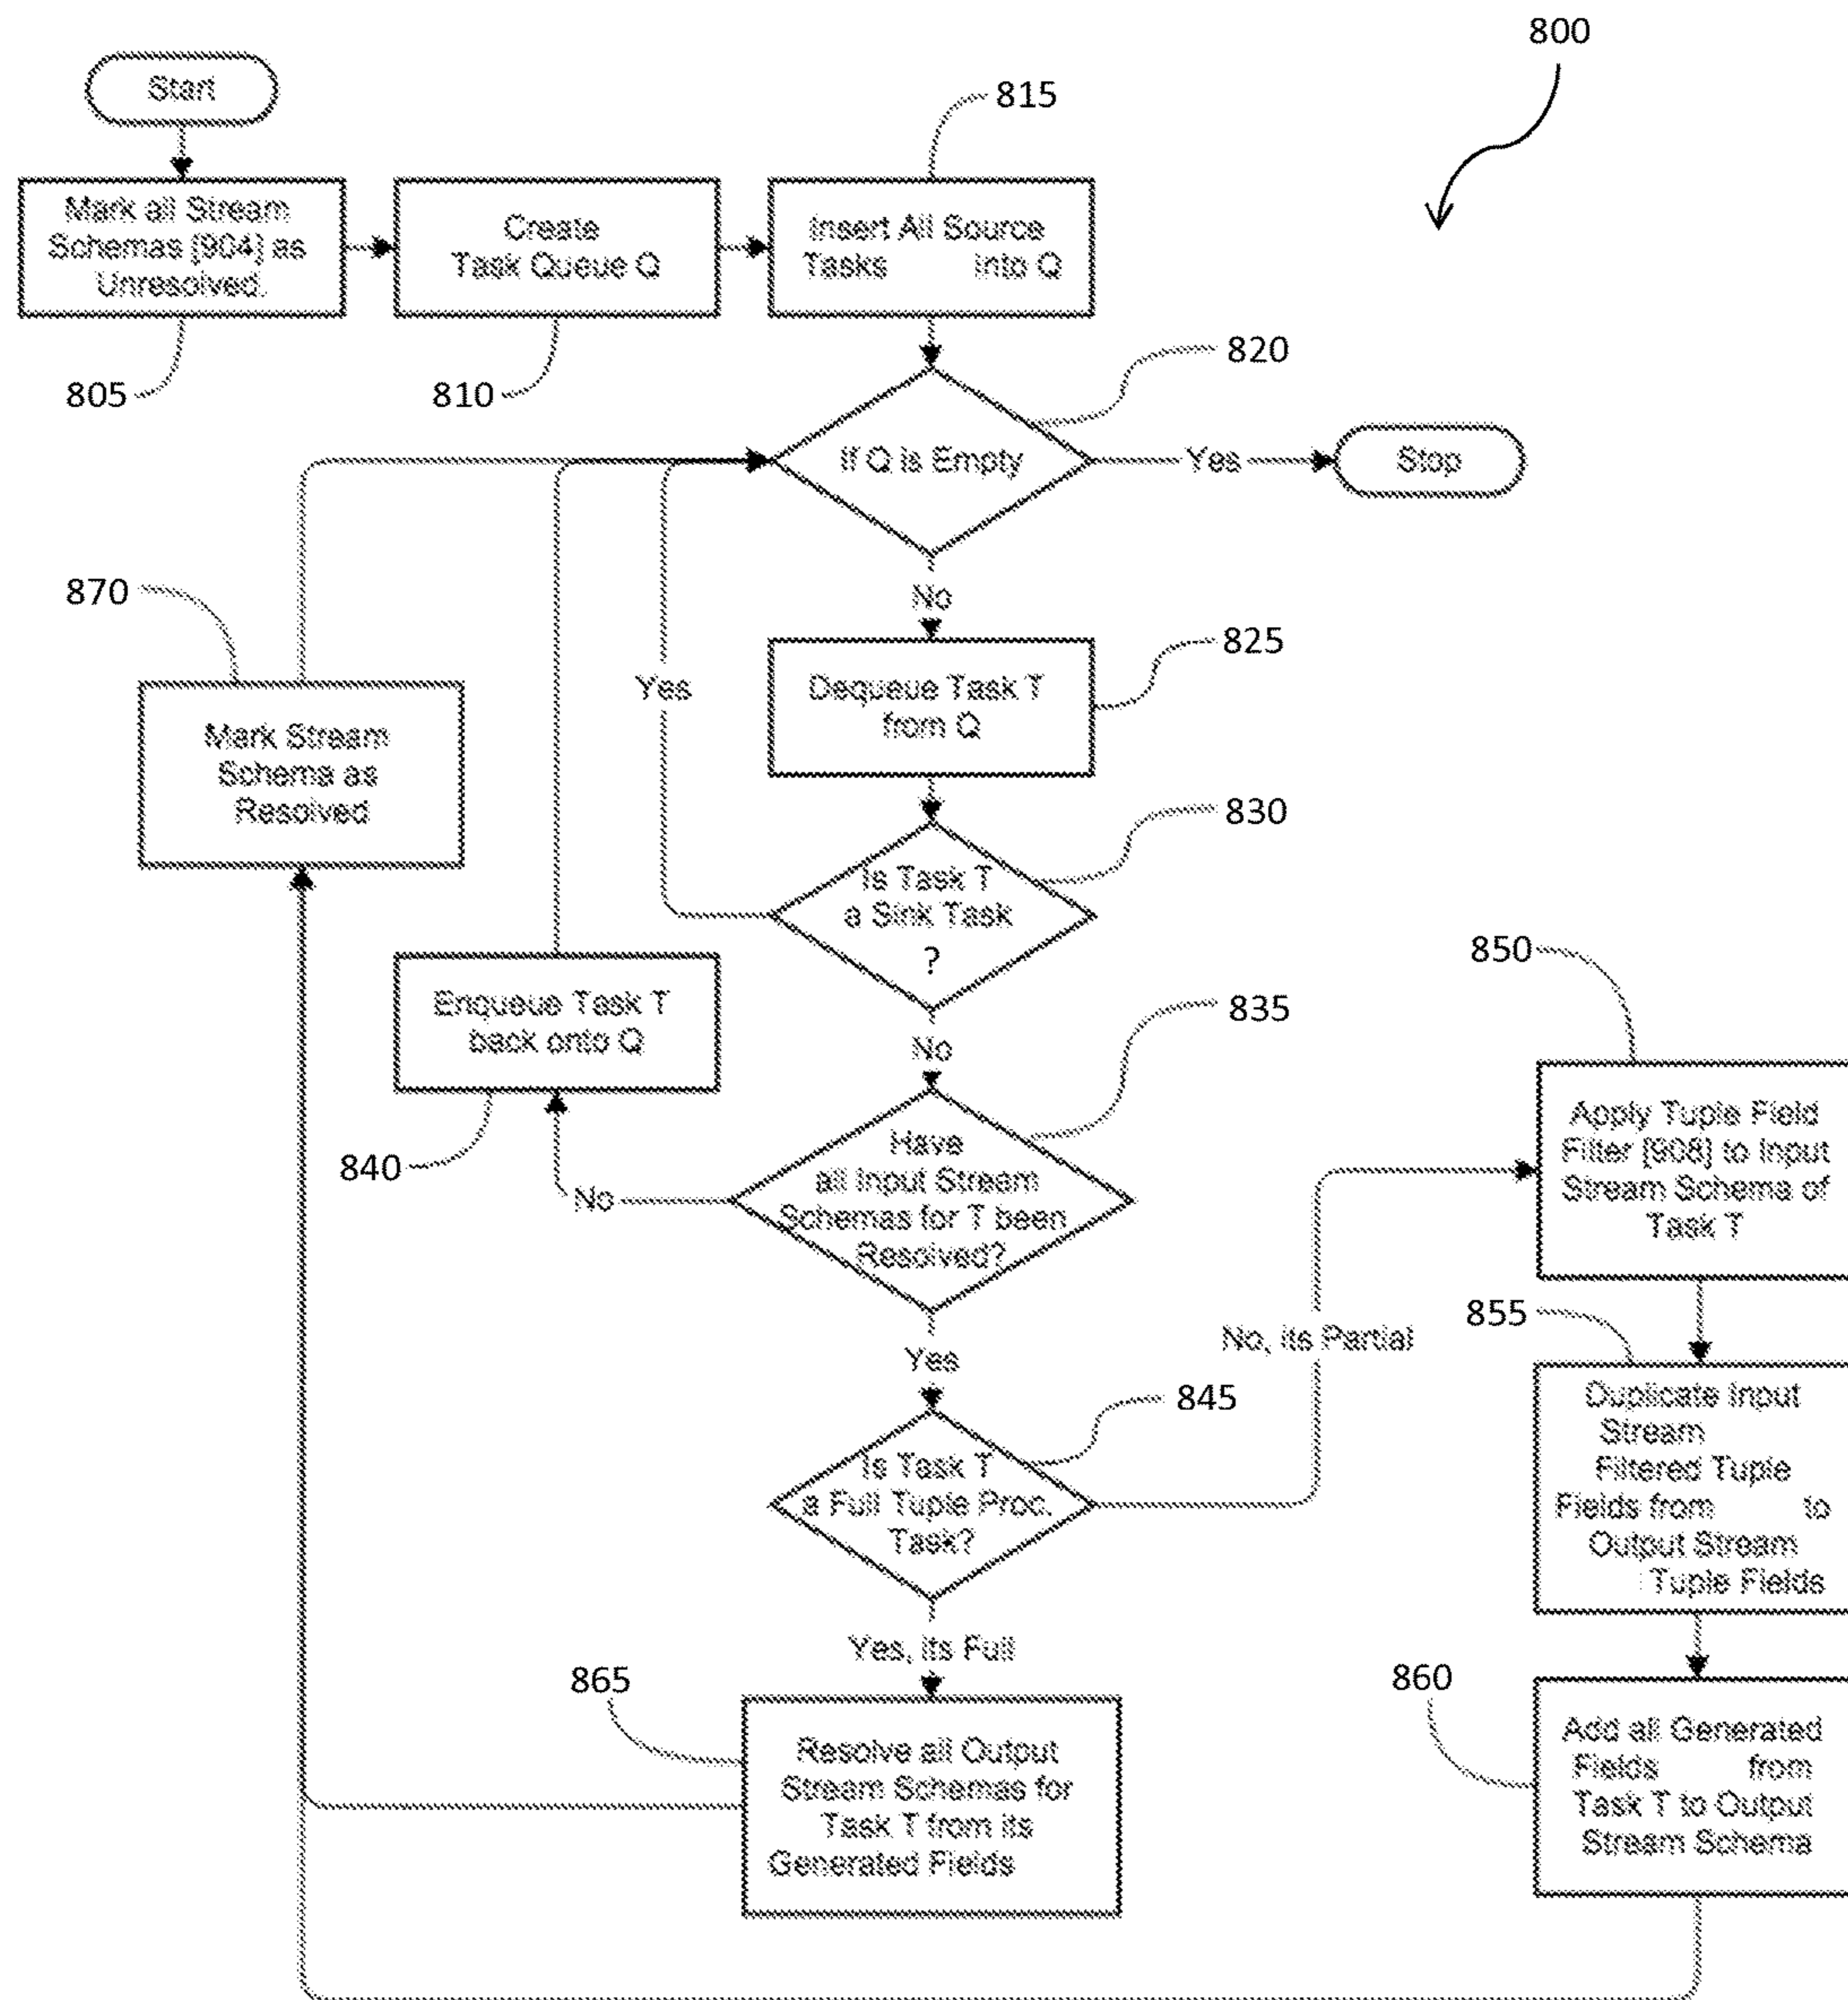 800
Start
815
Mark all Stream
Schemas [904] as
Unresolved.
Create
Task Queue Q
Insert All Source
Tasks into Q
805
810
820
If Q is Empty
Yes
Stop
No
870
825
Mark Stream
Schema as
Resolved
Yes
Dequeue Task T
from Q
830
Is Task T
a Sink Task
?
Enqueue Task T
back onto Q
840
No
835
Have
all Input Stream
Schemas for T been
Resolved?
No
850
Apply Tuple Field
Filter [908] to Input
Stream Schema of
Task T
Yes
No, its Partial
855
Duplicate Input
Stream
Filtered Tuple
Fields from to
Output Stream
Tuple Fields
845
Is Task T
a Full Tuple Proc.
Task?
Yes, its Full
865
Resolve all Output
Stream Schemas for
Task T from its
Generated Fields
860
Add all Generated
Fields from
Task T to Output
Stream Schema